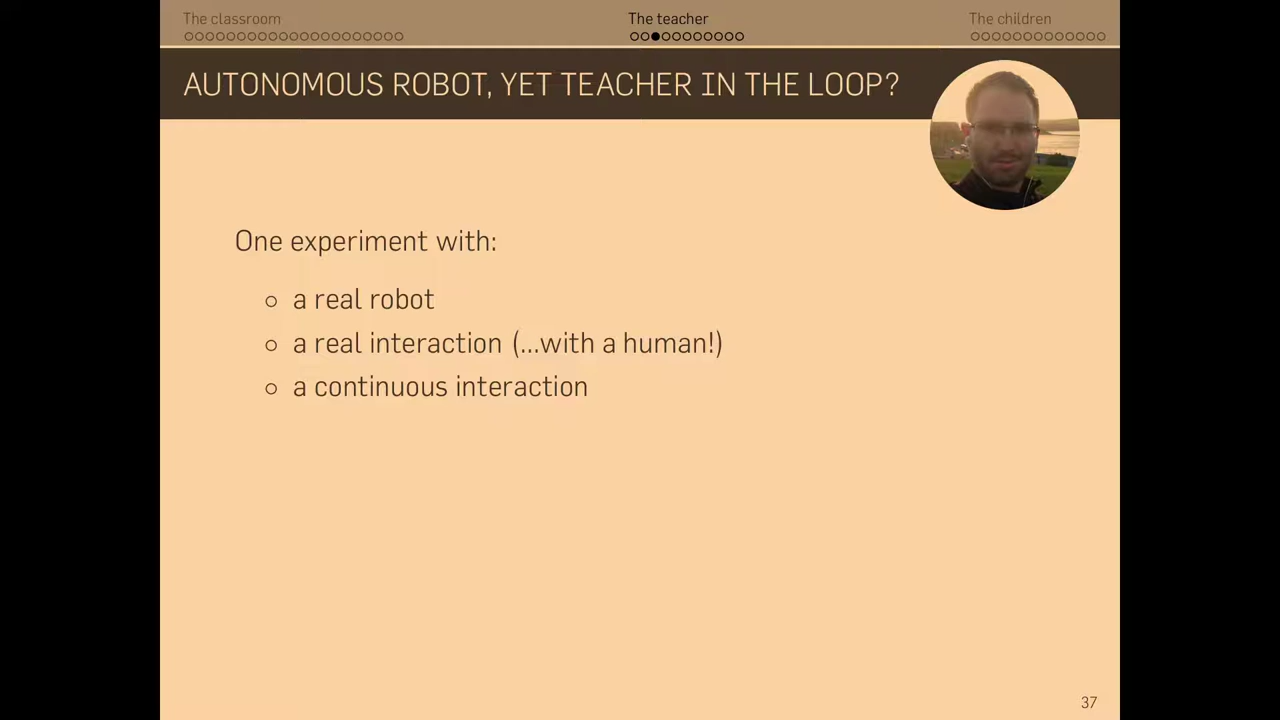 The classroom
The teacher
The children
AUTONOMOUS ROBOT, YET TEACHER IN THE LOOP?
One experiment with:
a real robot
a real interaction (...with a human!)
a continuous interaction
37